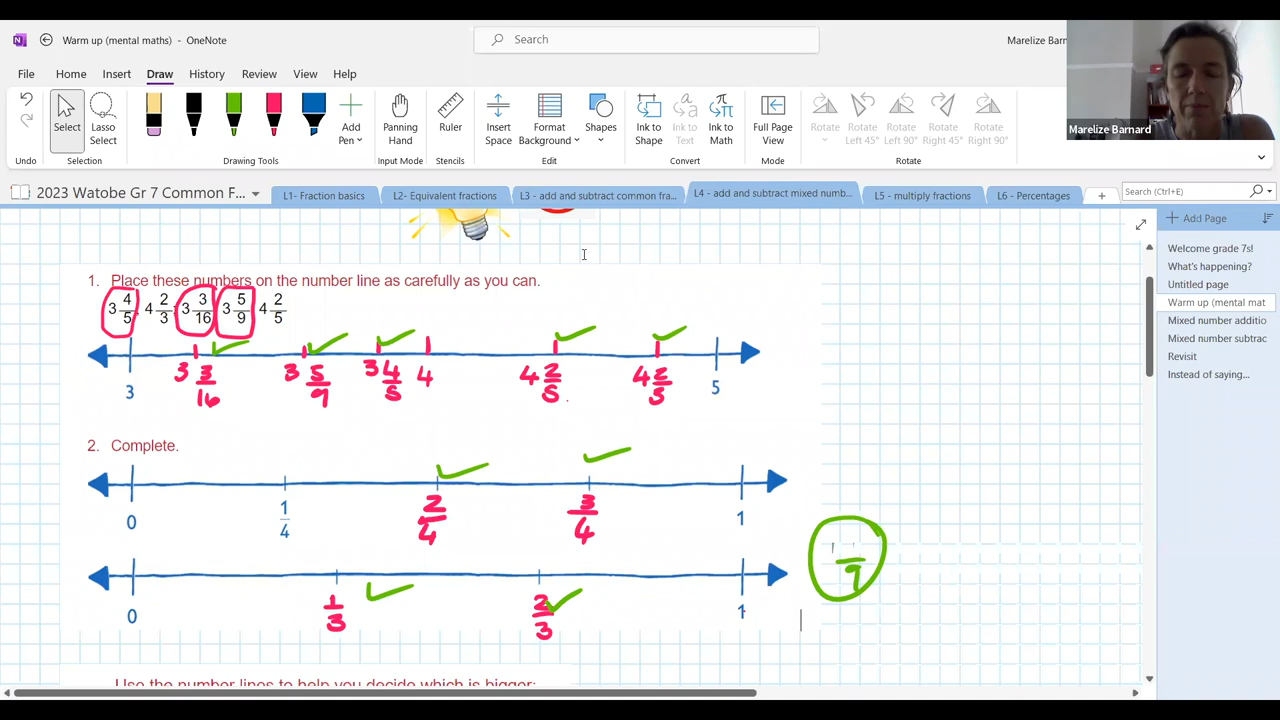 Warm up (mental maths) - OneNote
Search
Marelize Barn
File Home Insert Draw History Review View Help
Select
Lasso Select
Add Pen
Panning Hand
Ruler
Insert Space
Format Background
Shapes
Ink to Shape
Ink to Text
Ink to Math
Full Page View
Rotate
Rotate Left 45°
Rotate Left 90°
Rotate Right 45°
Rotate Right 90°
Marelize Barnard
Undo Selection Drawing Tools Input Mode Stencils Edit Convert Mode Rotate
2023 Watobe Gr 7 Common F...
L1- Fraction basics
L2- Equivalent fractions
L3 - add and subtract common fra...
L4 - add and subtract mixed numb...
L5 - multiply fractions
L6 - Percentages
Search (Ctrl+E)
Add Page
Welcome grade 7s!
What's happening?
Untitled page
Warm up (mental mat
Mixed number additio
Mixed number subtrac
Revisit
Instead of saying...
1. Place these numbers on the number line as carefully as you can.
3 4/5 4 2/3 3 3/16 3 5/9 4 2/5
3 3 3/16 3 5/9 3 4/5 4 4 2/5 4 2/3 5
2. Complete.
0 1/4 2/4 3/4 1
0 1/3 2/3 1
9
Use the number lines to help you decide which is bigger: